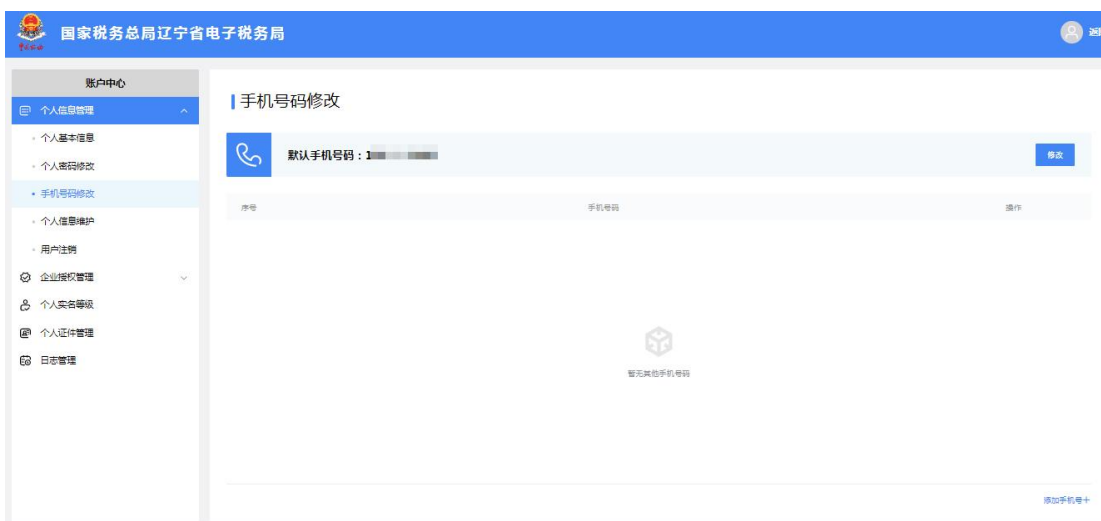 国家税务总局辽宁省电子税务局
账户中心
个人信息管理
个人基本信息
个人密码修改
手机号码修改
个人信息维护
用户注销
企业授权管理
个人实名等级
个人证件管理
日志管理
手机号码修改
默认手机号码：1
修改
序号 手机号码 操作
暂无其他手机号码
添加手机号+